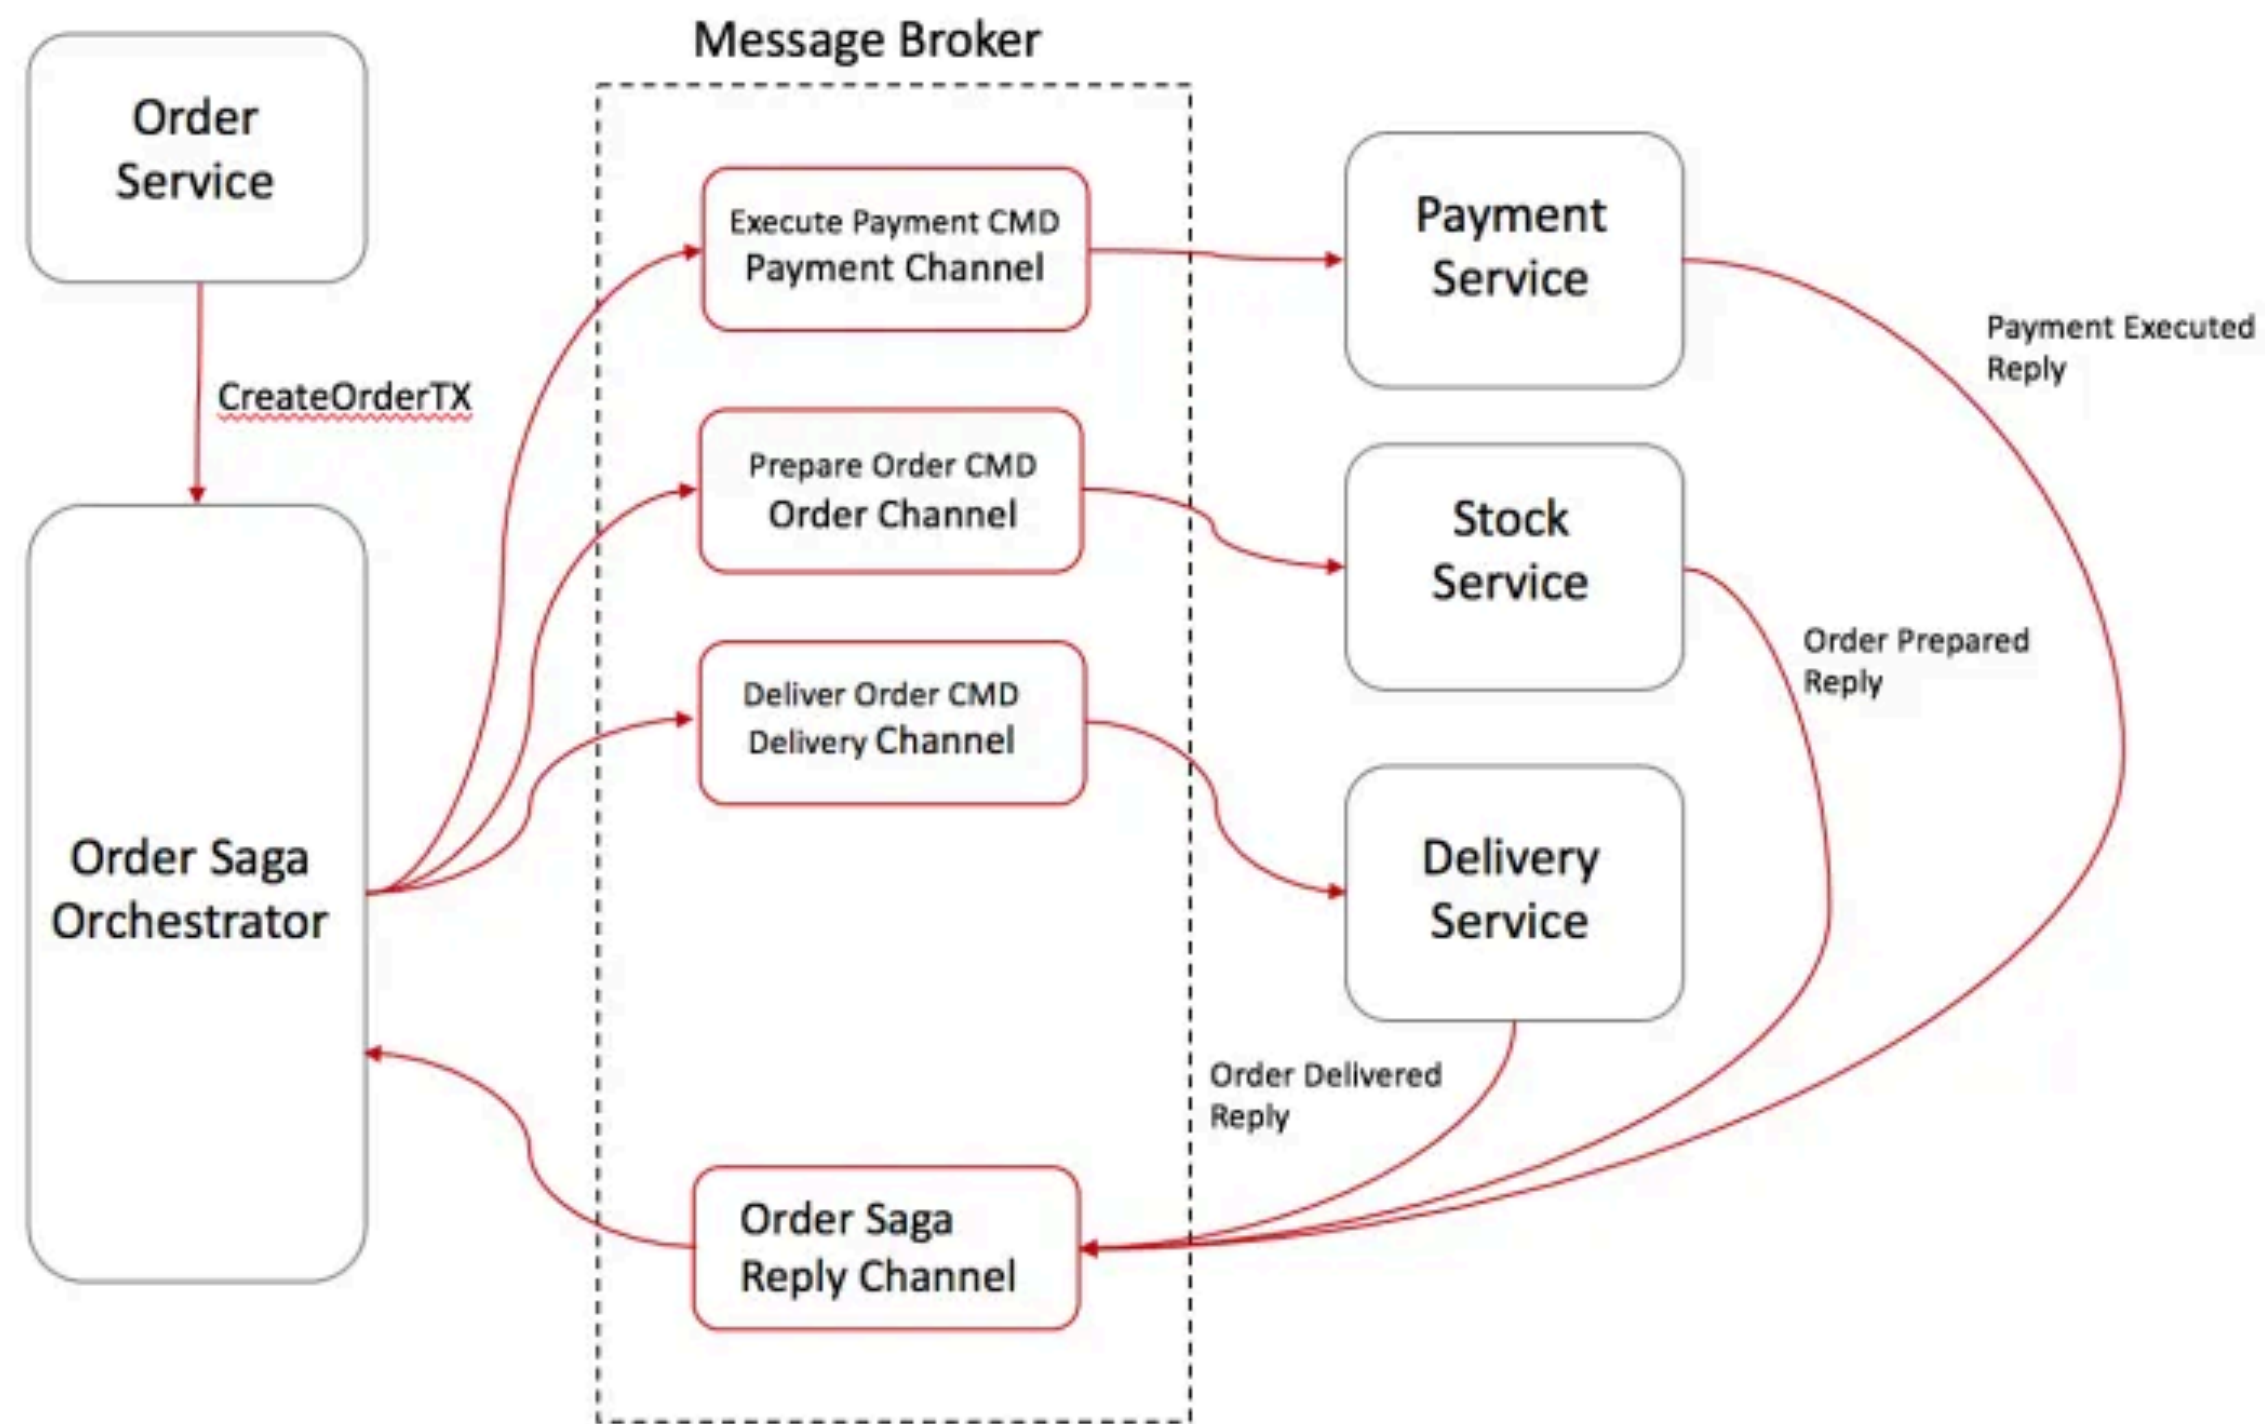 Message Broker
Order
Service
CreateOrderTX
Order Saga
Orchestrator
Execute Payment CMD
Payment Channel
Prepare Order CMD
Order Channel
Deliver Order CMD
Delivery Channel
Order Saga
Reply Channel
Payment
Service
Stock
Service
Delivery
Service
Payment Executed
Reply
Order Prepared
Reply
Order Delivered
Reply